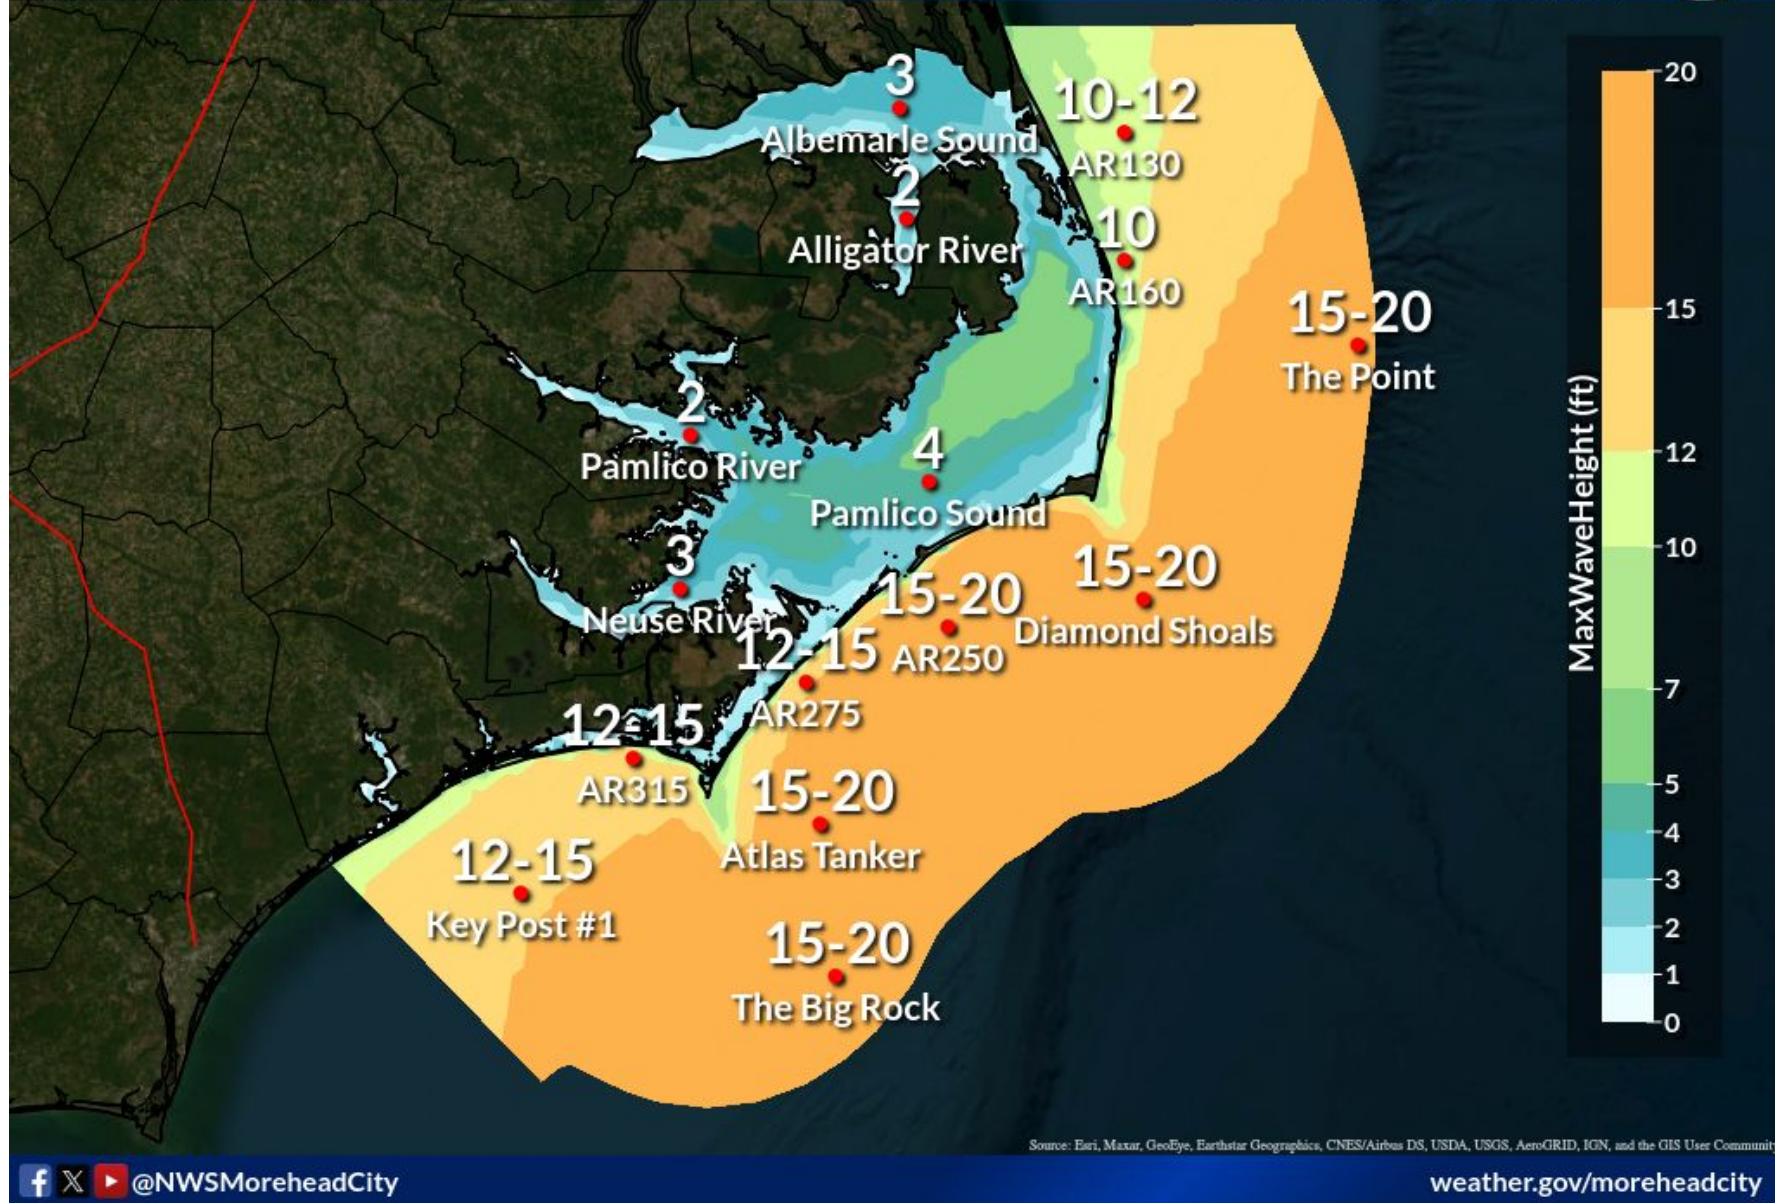 3
Albemarle Sound
10-12
AR130
2
Alligator River
10
AR160
15-20
The Point
2
Pamlico River
4
Pamlico Sound
3
Neuse River
15-20
AR250
15-20
Diamond Shoals
12-15
AR275
12-15
AR315
15-20
Atlas Tanker
12-15
Key Post #1
15-20
The Big Rock
MaxWaveHeight (ft)
20
15
12
10
7
5
4
3
2
1
0
Source: Esri, Maxar, GeoEye, Earthstar Geographics, CNES/Airbus DS, USDA, USGS, AeroGRID, IGN, and the GIS User Community
@NWSMoreheadCity
weather.gov/moreheadcity